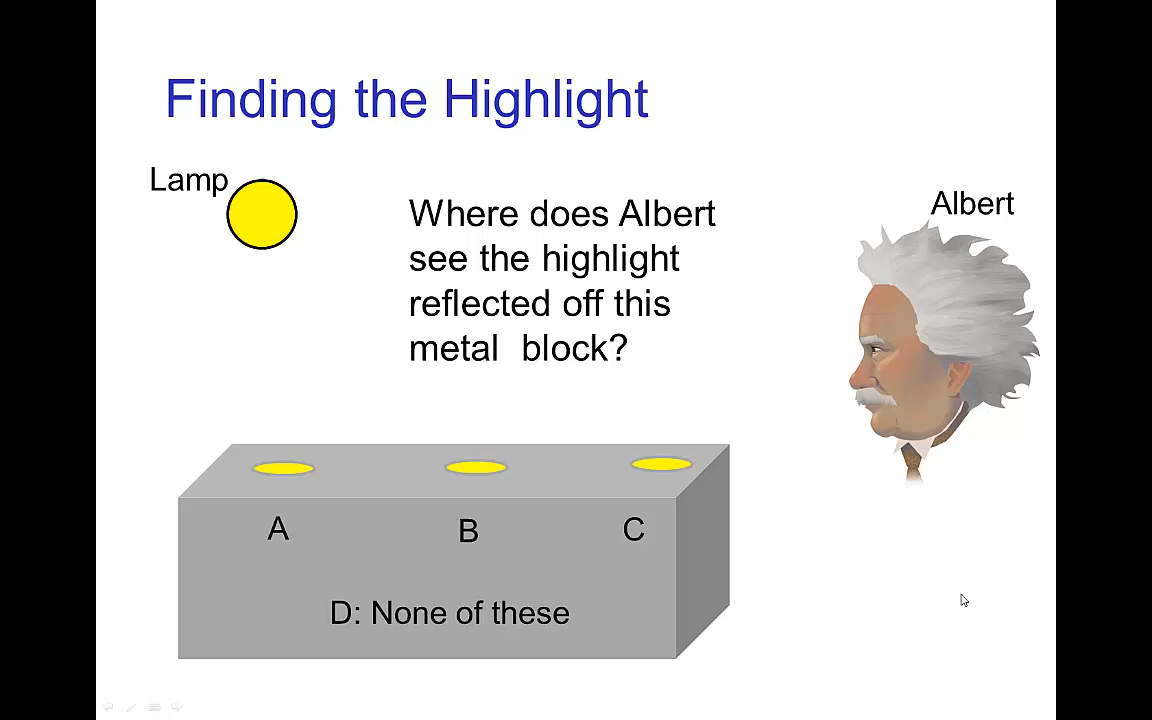 Finding the Highlight
Lamp
Albert
Where does Albert
see the highlight
reflected off this
metal  block?
A
B
C
D: None of these